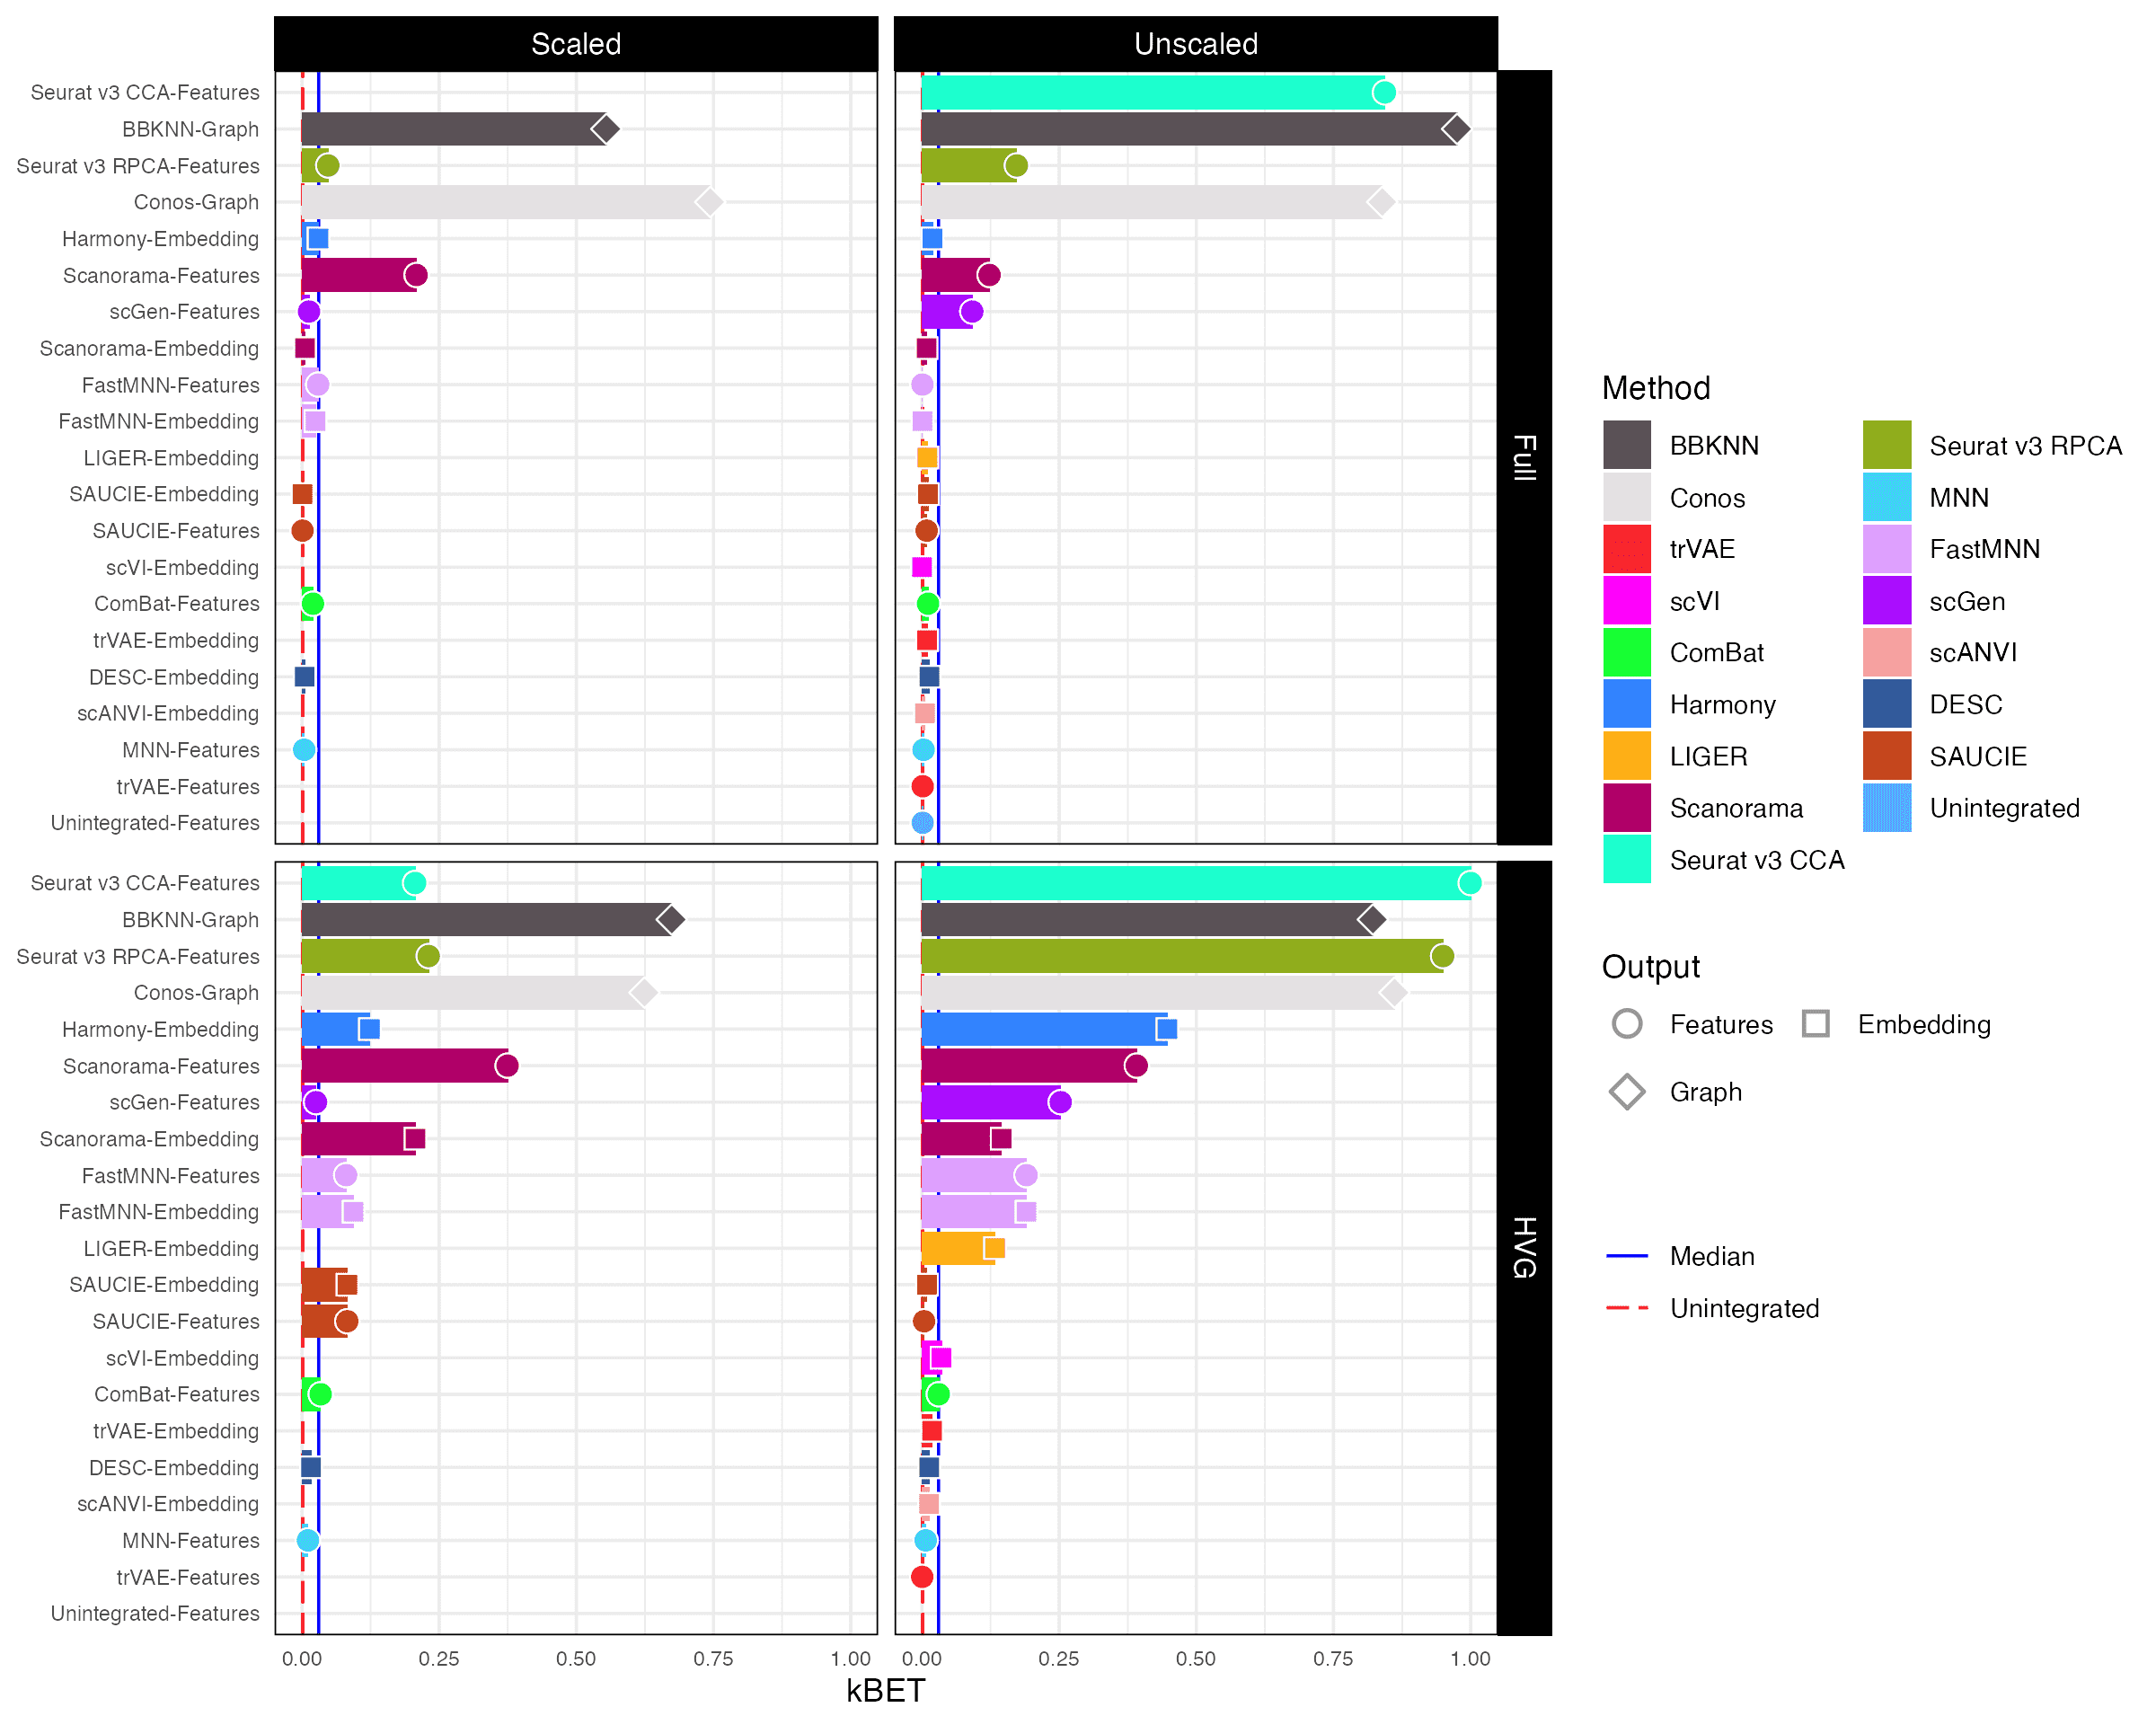 Scaled
Unscaled
Seurat v3 CCA-Features
BBKNN-Graph
Seurat v3 RPCA-Features
Conos-Graph
Harmony-Embedding
Scanorama-Features
scGen-Features
Scanorama-Embedding
FastMNN-Features
FastMNN-Embedding
LIGER-Embedding
SAUCIE-Embedding
SAUCIE-Features
scVI-Embedding
ComBat-Features
trVAE-Embedding
DESC-Embedding
scANVI-Embedding
MNN-Features
trVAE-Features
Unintegrated-Features
Full
Seurat v3 CCA-Features
BBKNN-Graph
Seurat v3 RPCA-Features
Conos-Graph
Harmony-Embedding
Scanorama-Features
scGen-Features
Scanorama-Embedding
FastMNN-Features
FastMNN-Embedding
LIGER-Embedding
SAUCIE-Embedding
SAUCIE-Features
scVI-Embedding
ComBat-Features
trVAE-Embedding
DESC-Embedding
scANVI-Embedding
MNN-Features
trVAE-Features
Unintegrated-Features
HVG
0.00 0.25 0.50 0.75 1.00
0.00 0.25 0.50 0.75 1.00
kBET
Method
BBKNN
Conos
trVAE
scVI
ComBat
Harmony
LIGER
Scanorama
Seurat v3 CCA
Seurat v3 RPCA
MNN
FastMNN
scGen
scANVI
DESC
SAUCIE
Unintegrated
Output
Features
Embedding
Graph
Median
Unintegrated